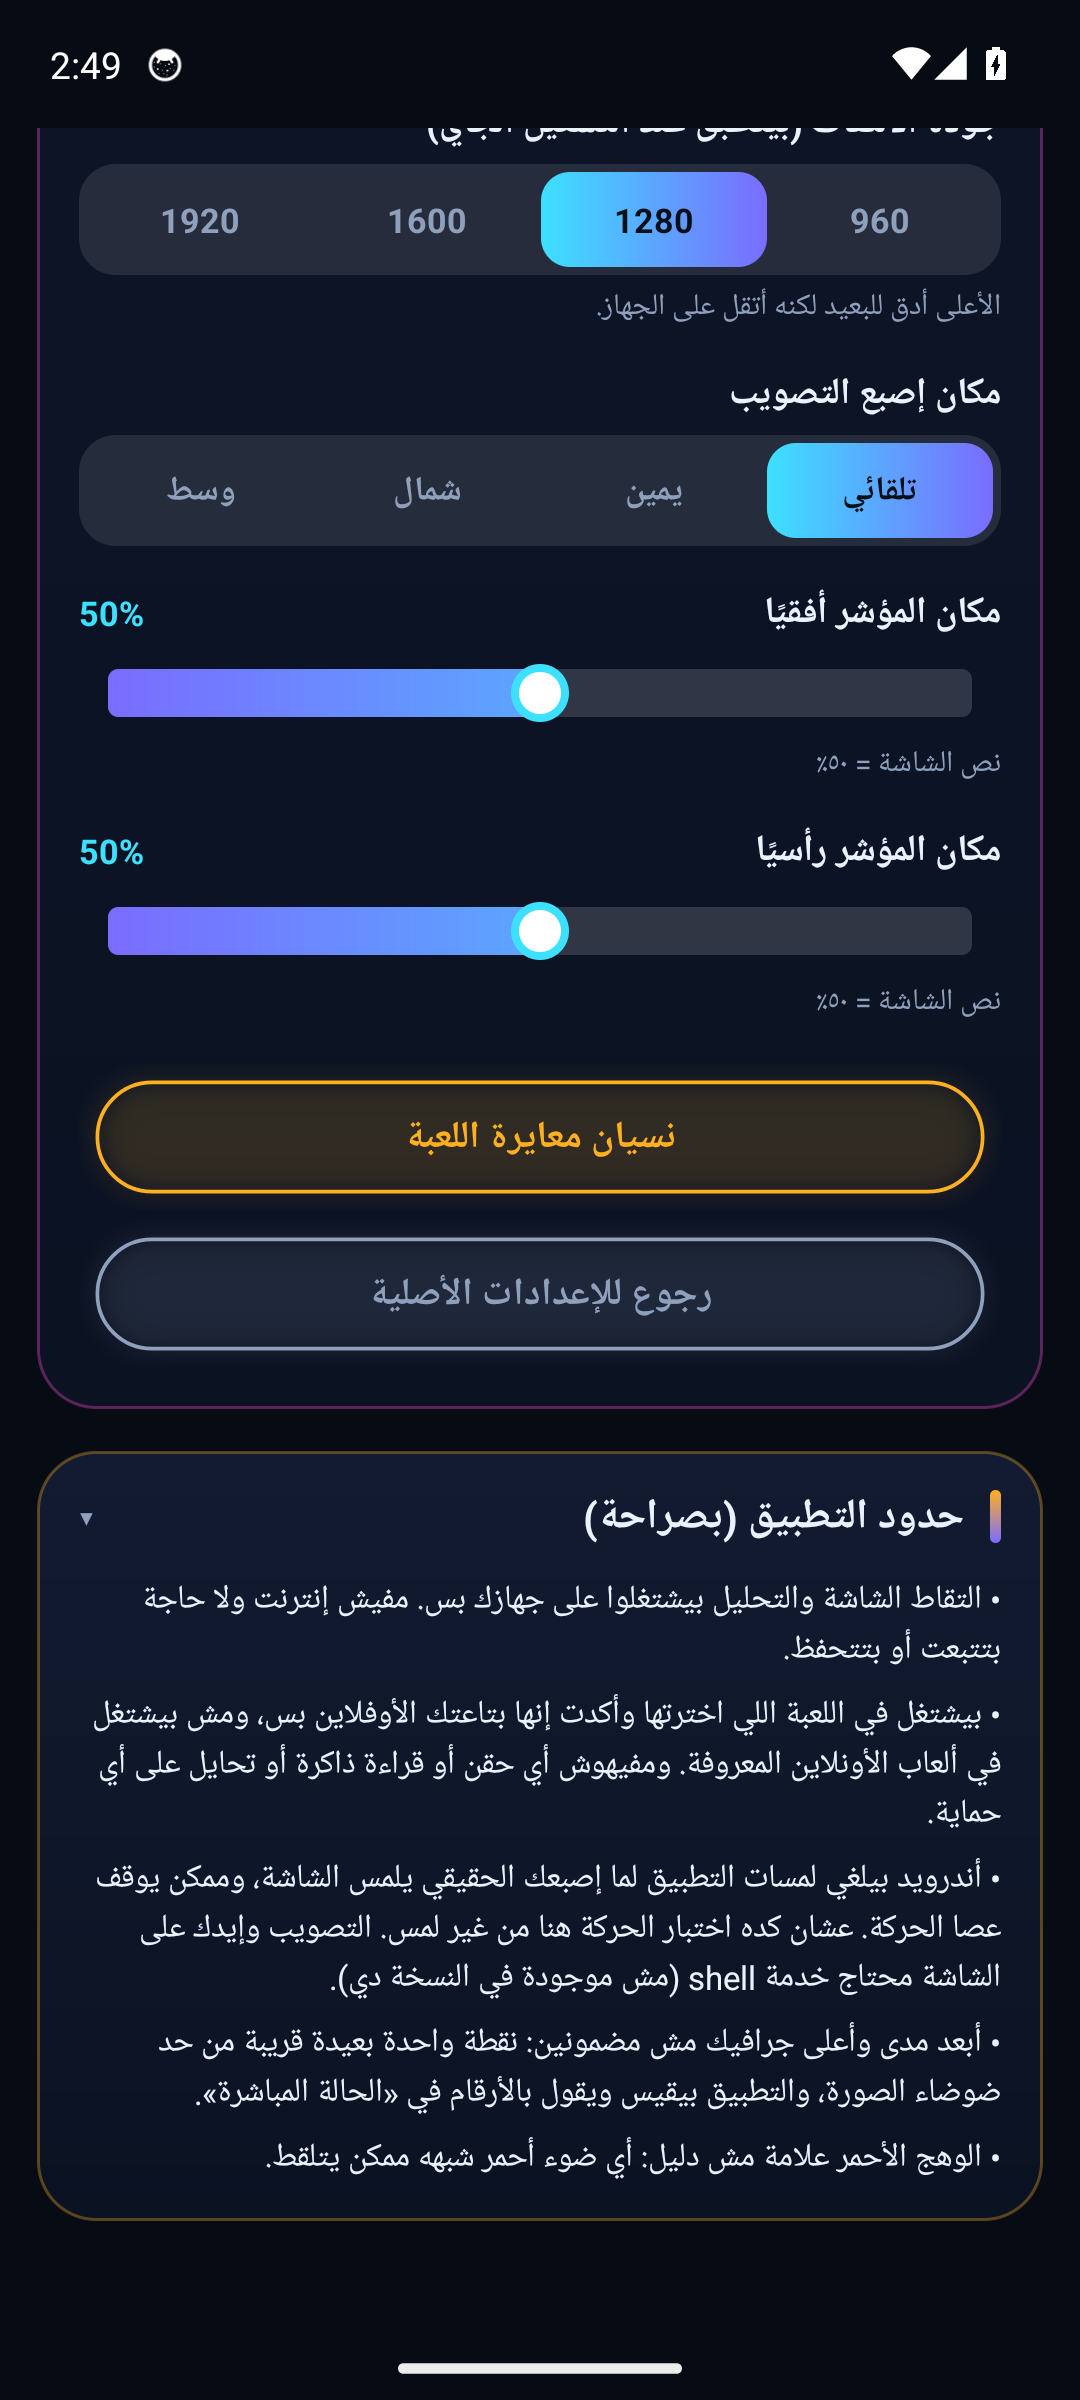 2:49
1920 1600 1280 960
الأعلى أدق للبعيد لكنه أتقل على الجهاز.
مكان إصبع التصويب
تلقائي يمين شمال وسط
مكان المؤشر أفقيًا 50%
نص الشاشة = ٥٠٪
مكان المؤشر رأسيًا 50%
نص الشاشة = ٥٠٪
نسيان معايرة اللعبة
رجوع للإعدادات الأصلية
حدود التطبيق (بصراحة) ▼
• التقاط الشاشة والتحليل بيشتغلوا على جهازك بس. مفيش إنترنت ولا حاجة
بتتبعت أو بتتحفظ.
• بيشتغل في اللعبة اللي اخترتها وأكدت إنها بتاعتك الأوفلاين بس، ومش بيشتغل
في ألعاب الأونلاين المعروفة. ومفيهوش أي حقن أو قراءة ذاكرة أو تحايل على أي
حماية.
• أندرويد بيلغي لمسات التطبيق لما إصبعك الحقيقي يلمس الشاشة، وممكن يوقف
عصا الحركة. عشان كده اختبار الحركة هنا من غير لمس. التصويب وإيدك على
الشاشة محتاج خدمة shell (مش موجودة في النسخة دي).
• أبعد مدى وأعلى جرافيك مش مضمونين: نقطة واحدة بعيدة قريبة من حد
ضوضاء الصورة، والتطبيق بيقيس ويقول بالأرقام في «الحالة المباشرة».
• الوهج الأحمر علامة مش دليل: أي ضوء أحمر شبهه ممكن يتلقط.